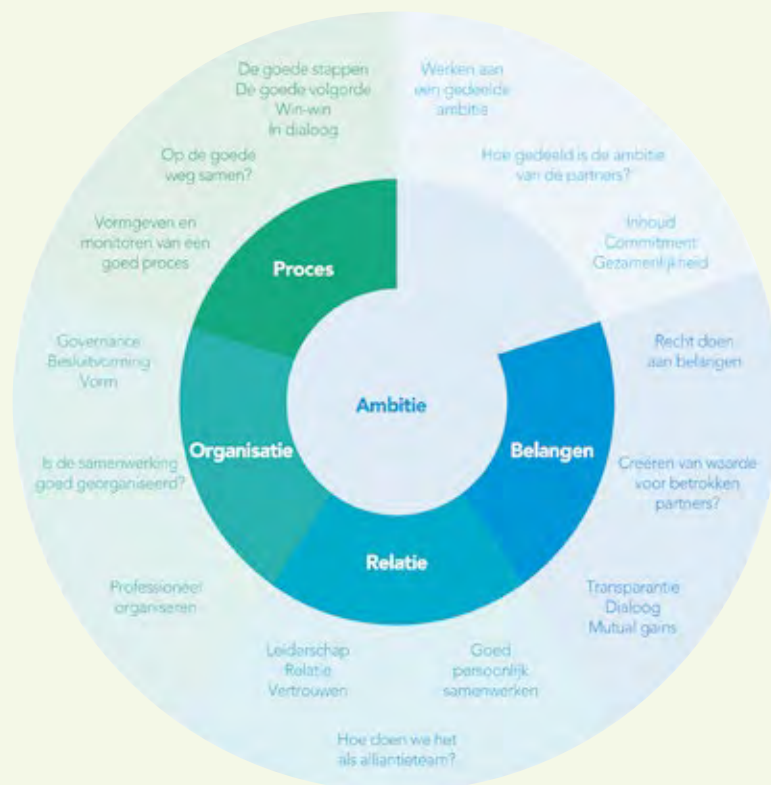 De goede stappen
De goede volgorde
Win-win
In dialoog
Op de goede
weg samen?
Vormgeven en
monitoren van een
goed proces
Proces
Werken aan
een gedeelde
ambitie
Hoe gedeeld is de ambitie
van de partners?
Inhoud
Commitment
Gezamenlijkheid
Ambitie
Recht doen
aan belangen
Belangen
Creëren van waarde
voor betrokken
partners?
Transparantie
Dialoog
Mutual gains
Relatie
Goed
persoonlijk
samenwerken
Hoe doen we het
als alliantieteam?
Leiderschap
Relatie
Vertrouwen
Organisatie
Professioneel
organiseren
Is de samenwerking
goed georganiseerd?
Governance
Besluitvorming
Vorm